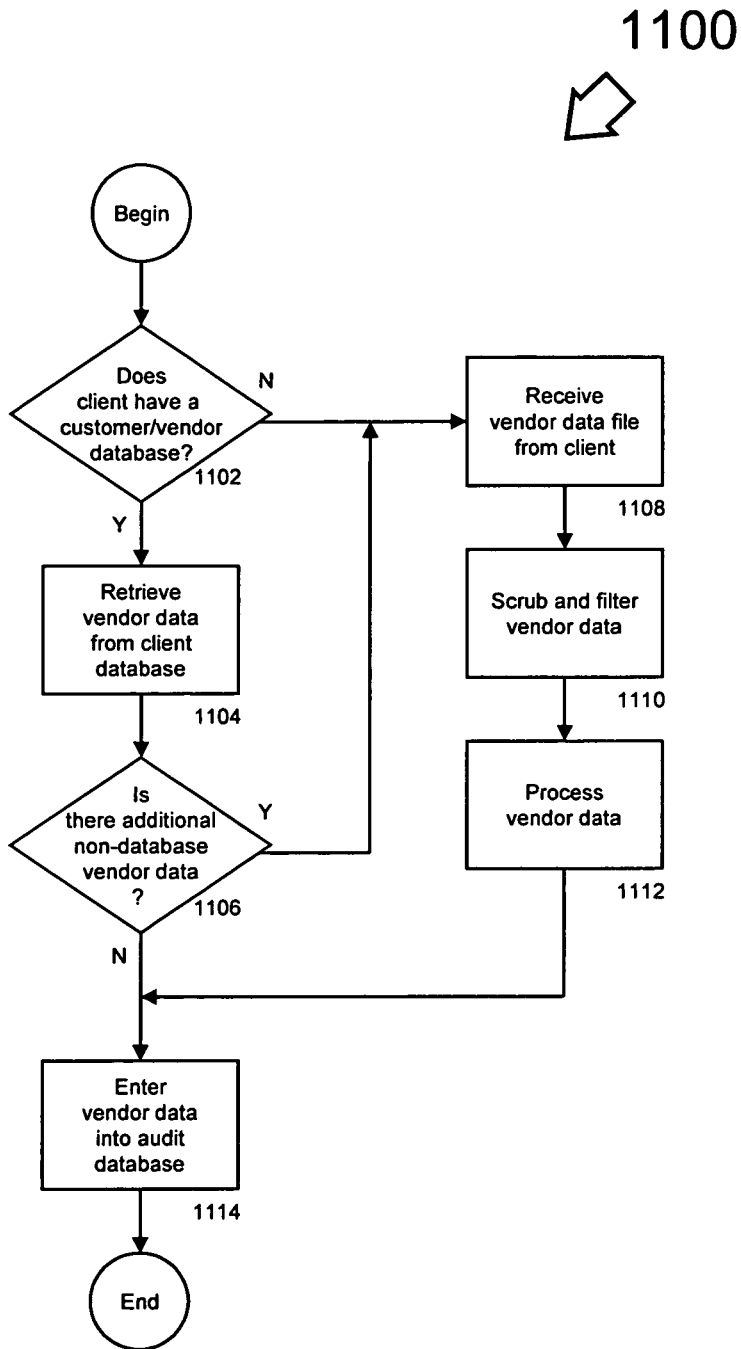 1100
Begin
Does
client have a
customer/vendor
database?
1102
N
Y
Retrieve
vendor data
from client
database
1104
Is
there additional
non-database
vendor data
?
1106
Y
N
Receive
vendor data file
from client
1108
Scrub and filter
vendor data
1110
Process
vendor data
1112
Enter
vendor data
into audit
database
1114
End